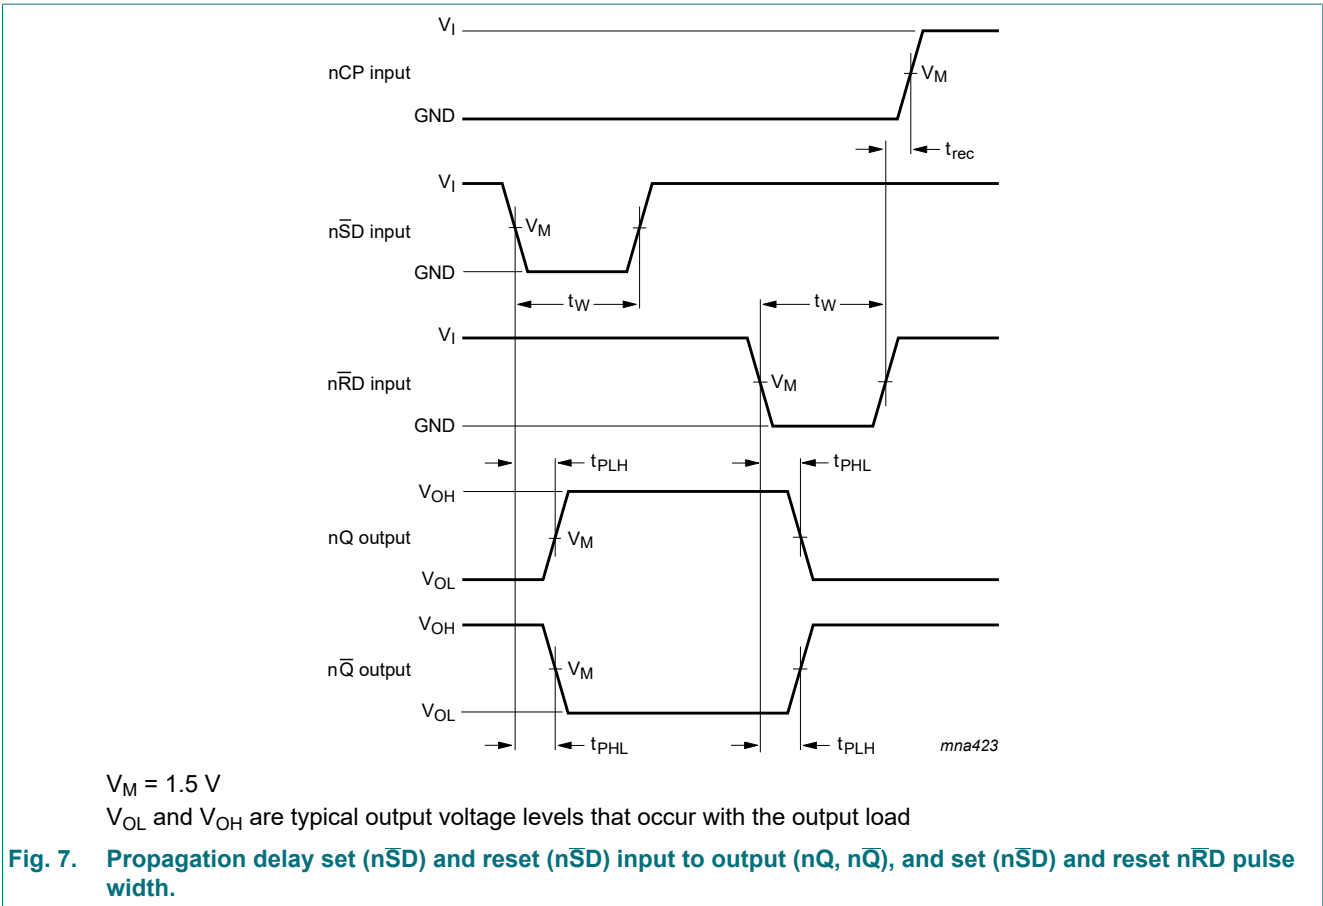 V_I
nCP input
V_M
GND
t_rec
V_I
nS̅D input
V_M
GND
t_W
t_W
V_I
nR̅D input
V_M
GND
t_PLH
t_PHL
V_OH
nQ output
V_M
V_OL
V_OH
nQ̅ output
V_M
V_OL
t_PHL
t_PLH
mna423
V_M = 1.5 V
V_OL and V_OH are typical output voltage levels that occur with the output load
Fig. 7. Propagation delay set (nS̅D) and reset (nS̅D) input to output (nQ, nQ̅), and set (nS̅D) and reset nR̅D pulse
width.